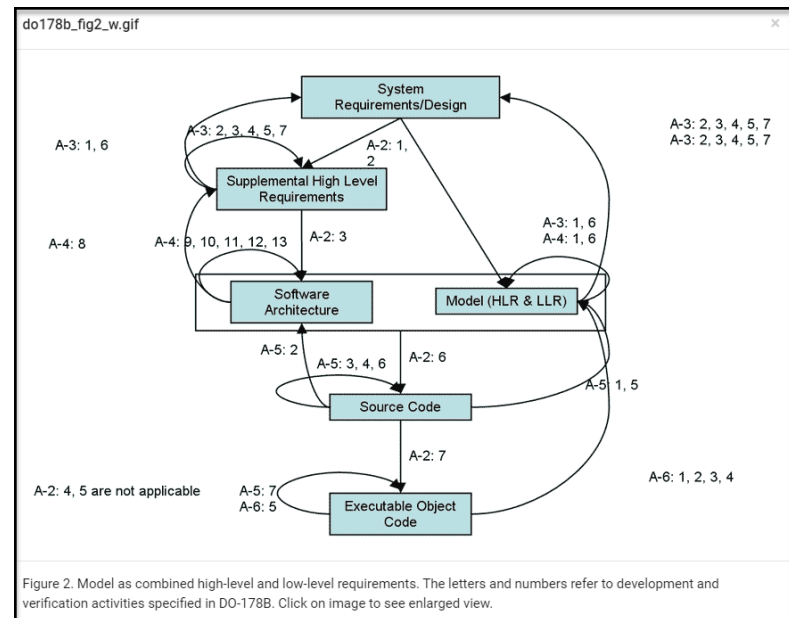 do178b_fig2_w.gif
×
System
Requirements/Design
A-3: 2, 3, 4, 5, 7
A-3: 2, 3, 4, 5, 7
A-3: 2, 3, 4, 5, 7
A-3: 1, 6
A-2: 1,
2
Supplemental High Level
Requirements
A-3: 1, 6
A-4: 1, 6
A-4: 8
A-4: 9, 10, 11, 12, 13
A-2: 3
Software
Architecture
Model (HLR & LLR)
A-5: 2
A-5: 3, 4, 6
A-2: 6
A-5: 1, 5
Source Code
A-2: 7
A-6: 1, 2, 3, 4
A-2: 4, 5 are not applicable
A-5: 7
A-6: 5
Executable Object
Code
Figure 2. Model as combined high-level and low-level requirements. The letters and numbers refer to development and
verification activities specified in DO-178B. Click on image to see enlarged view.